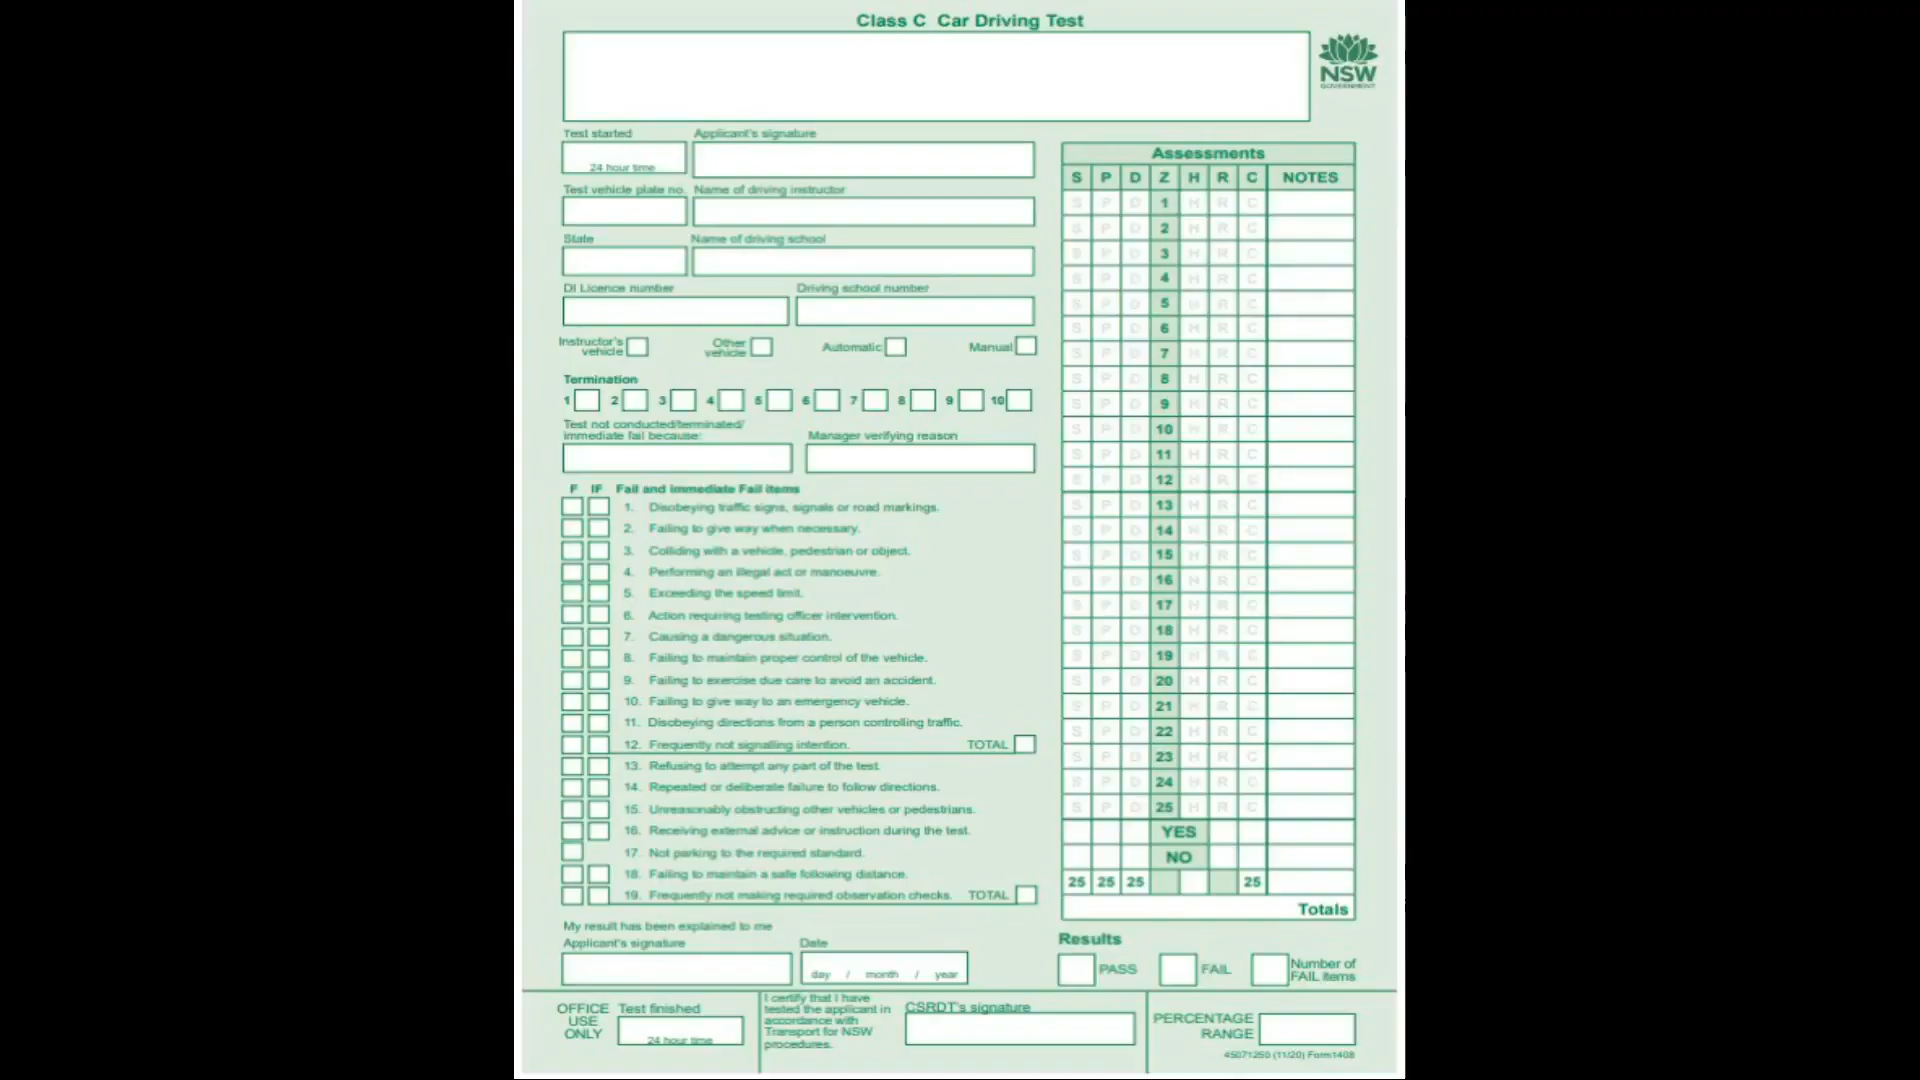 Class C Car Driving Test
NSW
GOVERNMENT
Test started
Applicant's signature
24 hour time
Test vehicle plate no.
Name of driving instructor
State
Name of driving school
DI Licence number
Driving school number
Instructor's vehicle
Other vehicle
Automatic
Manual
Termination
1 2 3 4 5 6 7 8 9 10
Test not conducted/terminated/
immediate fail because:
Manager verifying reason
F IF Fail and Immediate Fail items
1. Disobeying traffic signs, signals or road markings.
2. Failing to give way when necessary.
3. Colliding with a vehicle, pedestrian or object.
4. Performing an illegal act or manoeuvre.
5. Exceeding the speed limit.
6. Action requiring testing officer intervention.
7. Causing a dangerous situation.
8. Failing to maintain proper control of the vehicle.
9. Failing to exercise due care to avoid an accident.
10. Failing to give way to an emergency vehicle.
11. Disobeying directions from a person controlling traffic.
12. Frequently not signalling intention. TOTAL
13. Refusing to attempt any part of the test.
14. Repeated or deliberate failure to follow directions.
15. Unreasonably obstructing other vehicles or pedestrians.
16. Receiving external advice or instruction during the test.
17. Not parking to the required standard.
18. Failing to maintain a safe following distance.
19. Frequently not making required observation checks. TOTAL
My result has been explained to me
Applicant's signature
Date
day / month / year
Assessments
S P D Z H R C NOTES
S P D 1 H R C
S P D 2 H R C
S P D 3 H R C
S P D 4 H R C
S P D 5 H R C
S P D 6 H R C
S P D 7 H R C
S P D 8 H R C
S P D 9 H R C
S P D 10 H R C
S P D 11 H R C
S P D 12 H R C
S P D 13 H R C
S P D 14 H R C
S P D 15 H R C
S P D 16 H R C
S P D 17 H R C
S P D 18 H R C
S P D 19 H R C
S P D 20 H R C
S P D 21 H R C
S P D 22 H R C
S P D 23 H R C
S P D 24 H R C
S P D 25 H R C
YES
NO
25 25 25 25
Totals
Results
PASS
FAIL
Number of
FAIL items
OFFICE
USE
ONLY
Test finished
24 hour time
I certify that I have
tested the applicant in
accordance with
Transport for NSW
procedures.
CSRDT's signature
PERCENTAGE
RANGE
45071250 (11/20) Form1408